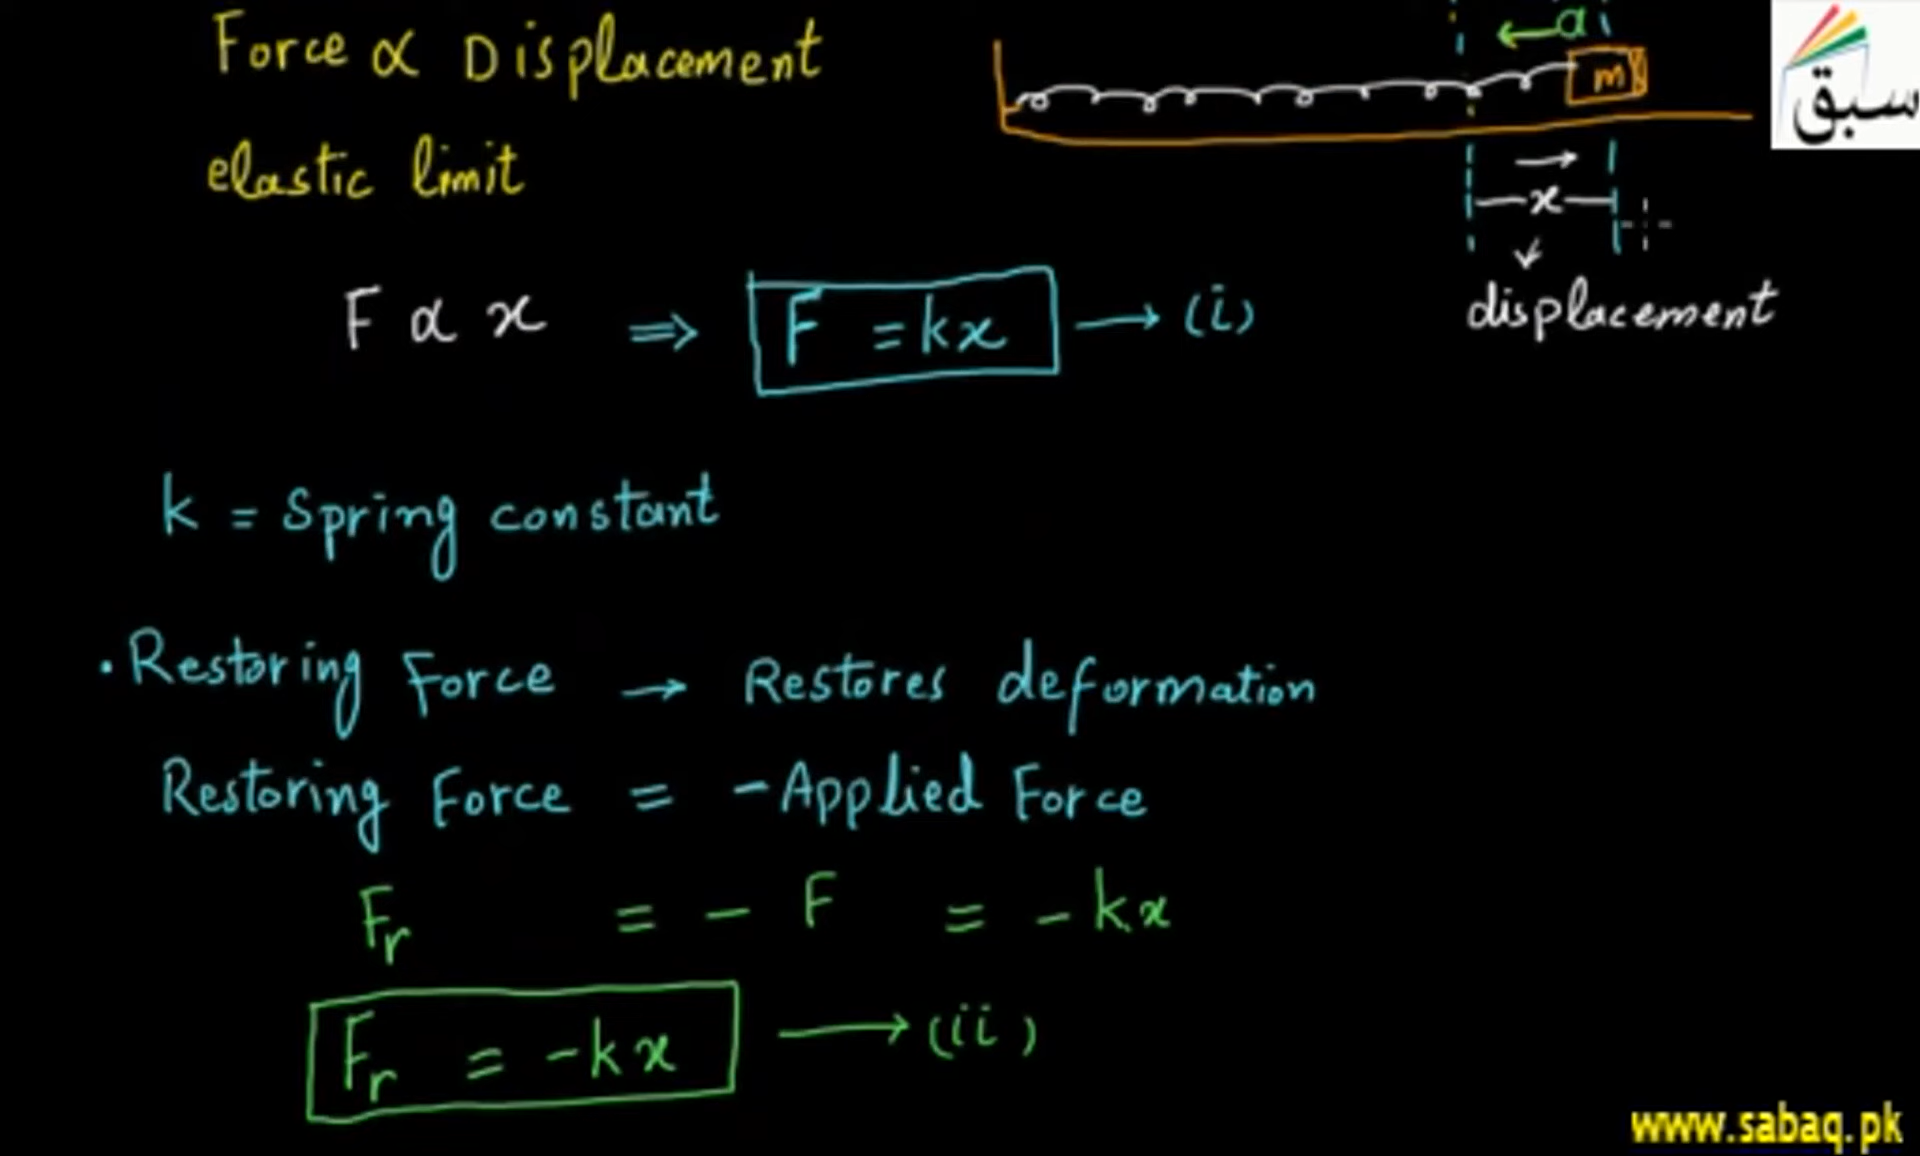 Force ∝ Displacement
a
m
سبق
elastic limit
x
displacement
F ∝ x ⇒ F = kx → (i)
k = Spring constant
• Restoring Force → Restores deformation
Restoring Force = - Applied Force
Fr = - F = - kx
Fr = - kx → (ii)
www.sabaq.pk